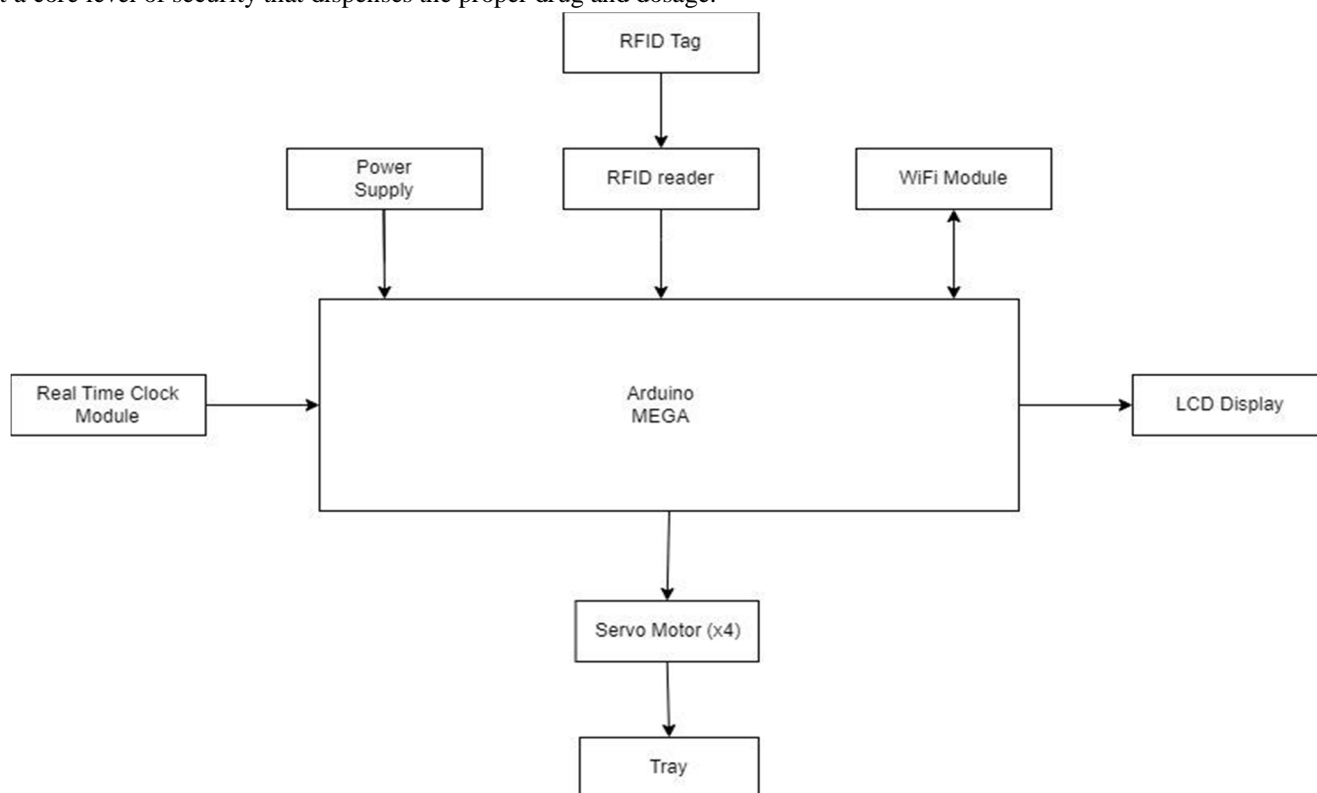 t a core level of security that dispenses the proper drug and dosage.
RFID Tag
Power
Supply
RFID reader
WiFi Module
Real Time Clock
Module
Arduino
MEGA
LCD Display
Servo Motor (x4)
Tray